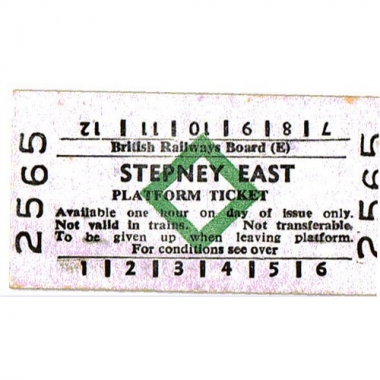 12 | 11 | 10 | 9 | 8 | 7
British Railways Board (E)
STEPNEY EAST
PLATFORM TICKET
Available one hour on day of issue only.
Not valid in trains. Not transferable.
To be given up when leaving platform.
For conditions see over
1 | 2 | 3 | 4 | 5 | 6
2565
2565